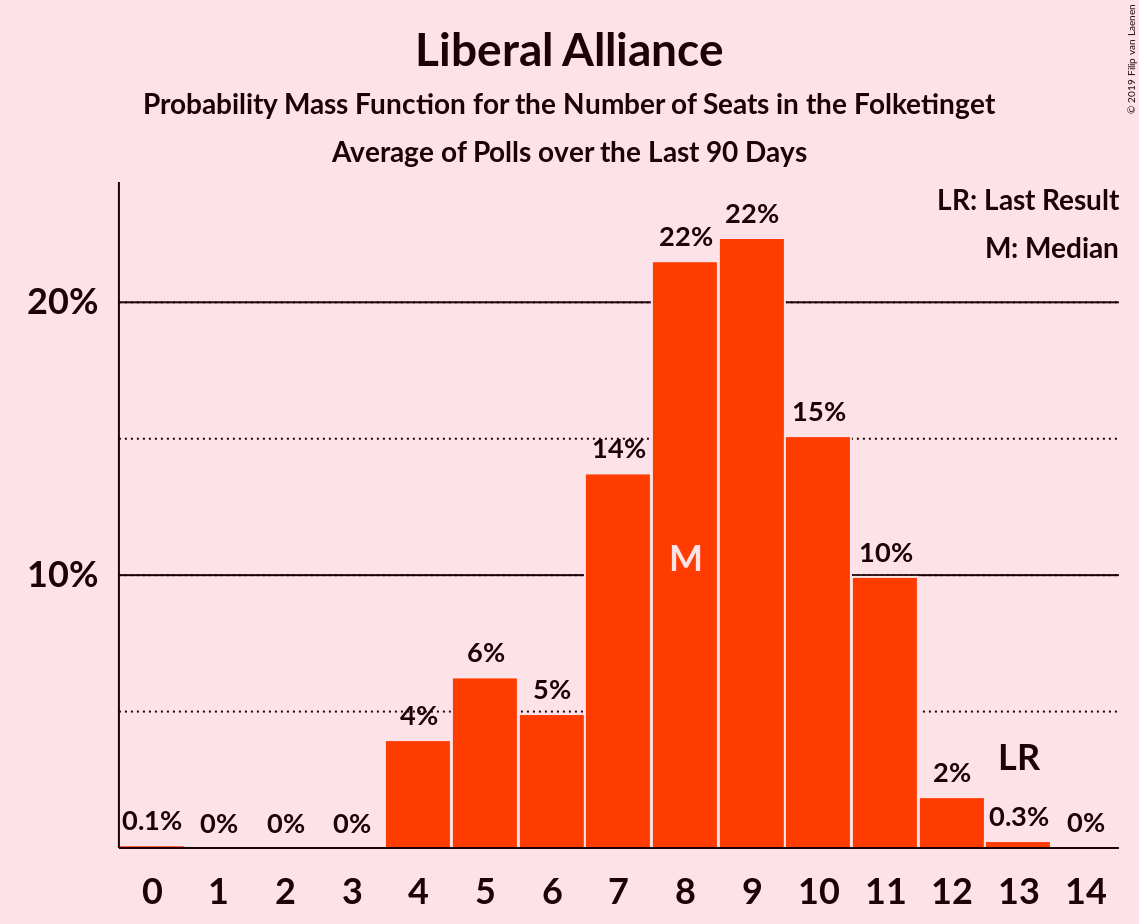 Liberal Alliance
Probability Mass Function for the Number of Seats in the Folketinget
Average of Polls over the Last 90 Days
© 2019 Filip van Laenen
LR: Last Result
M: Median
20%
10%
0.1%
0%
0%
0%
4%
6%
5%
14%
22%
22%
15%
10%
2%
0.3%
0%
M
LR
0 1 2 3 4 5 6 7 8 9 10 11 12 13 14